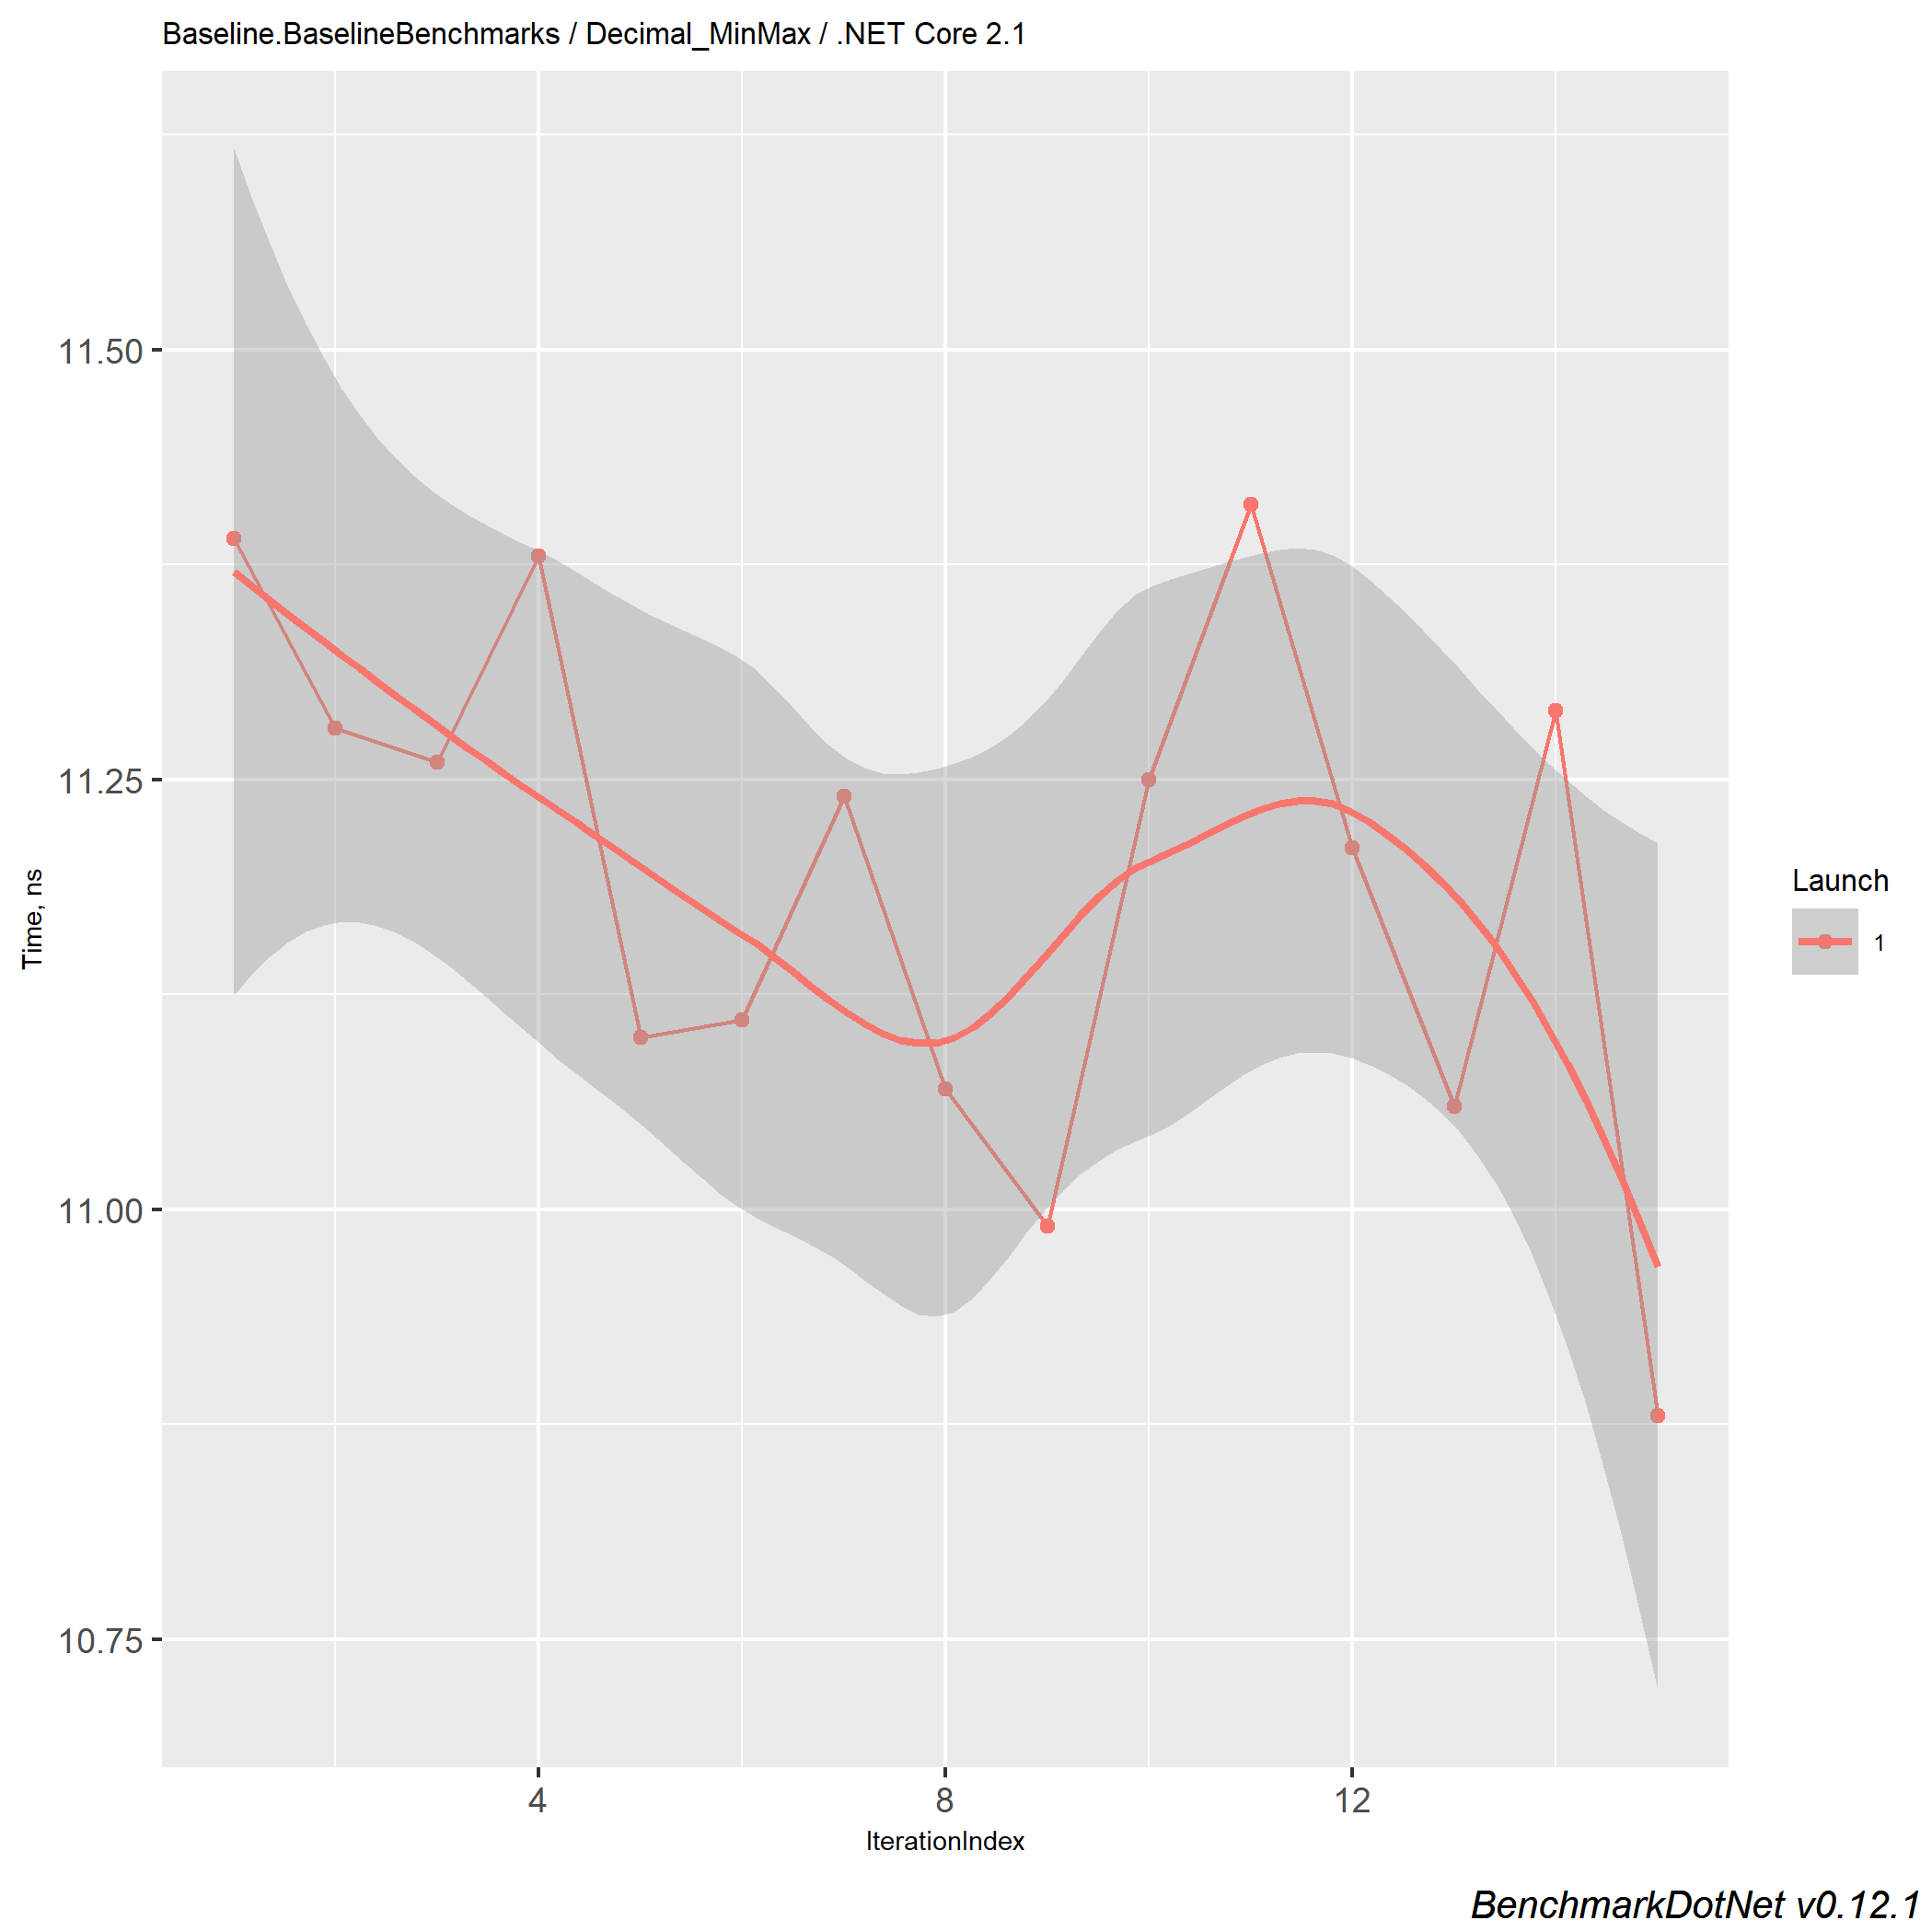 Baseline.BaselineBenchmarks / Decimal_MinMax / .NET Core 2.1
11.50
11.25
11.00
10.75
Time, ns
4
8
12
IterationIndex
Launch
1
BenchmarkDotNet v0.12.1